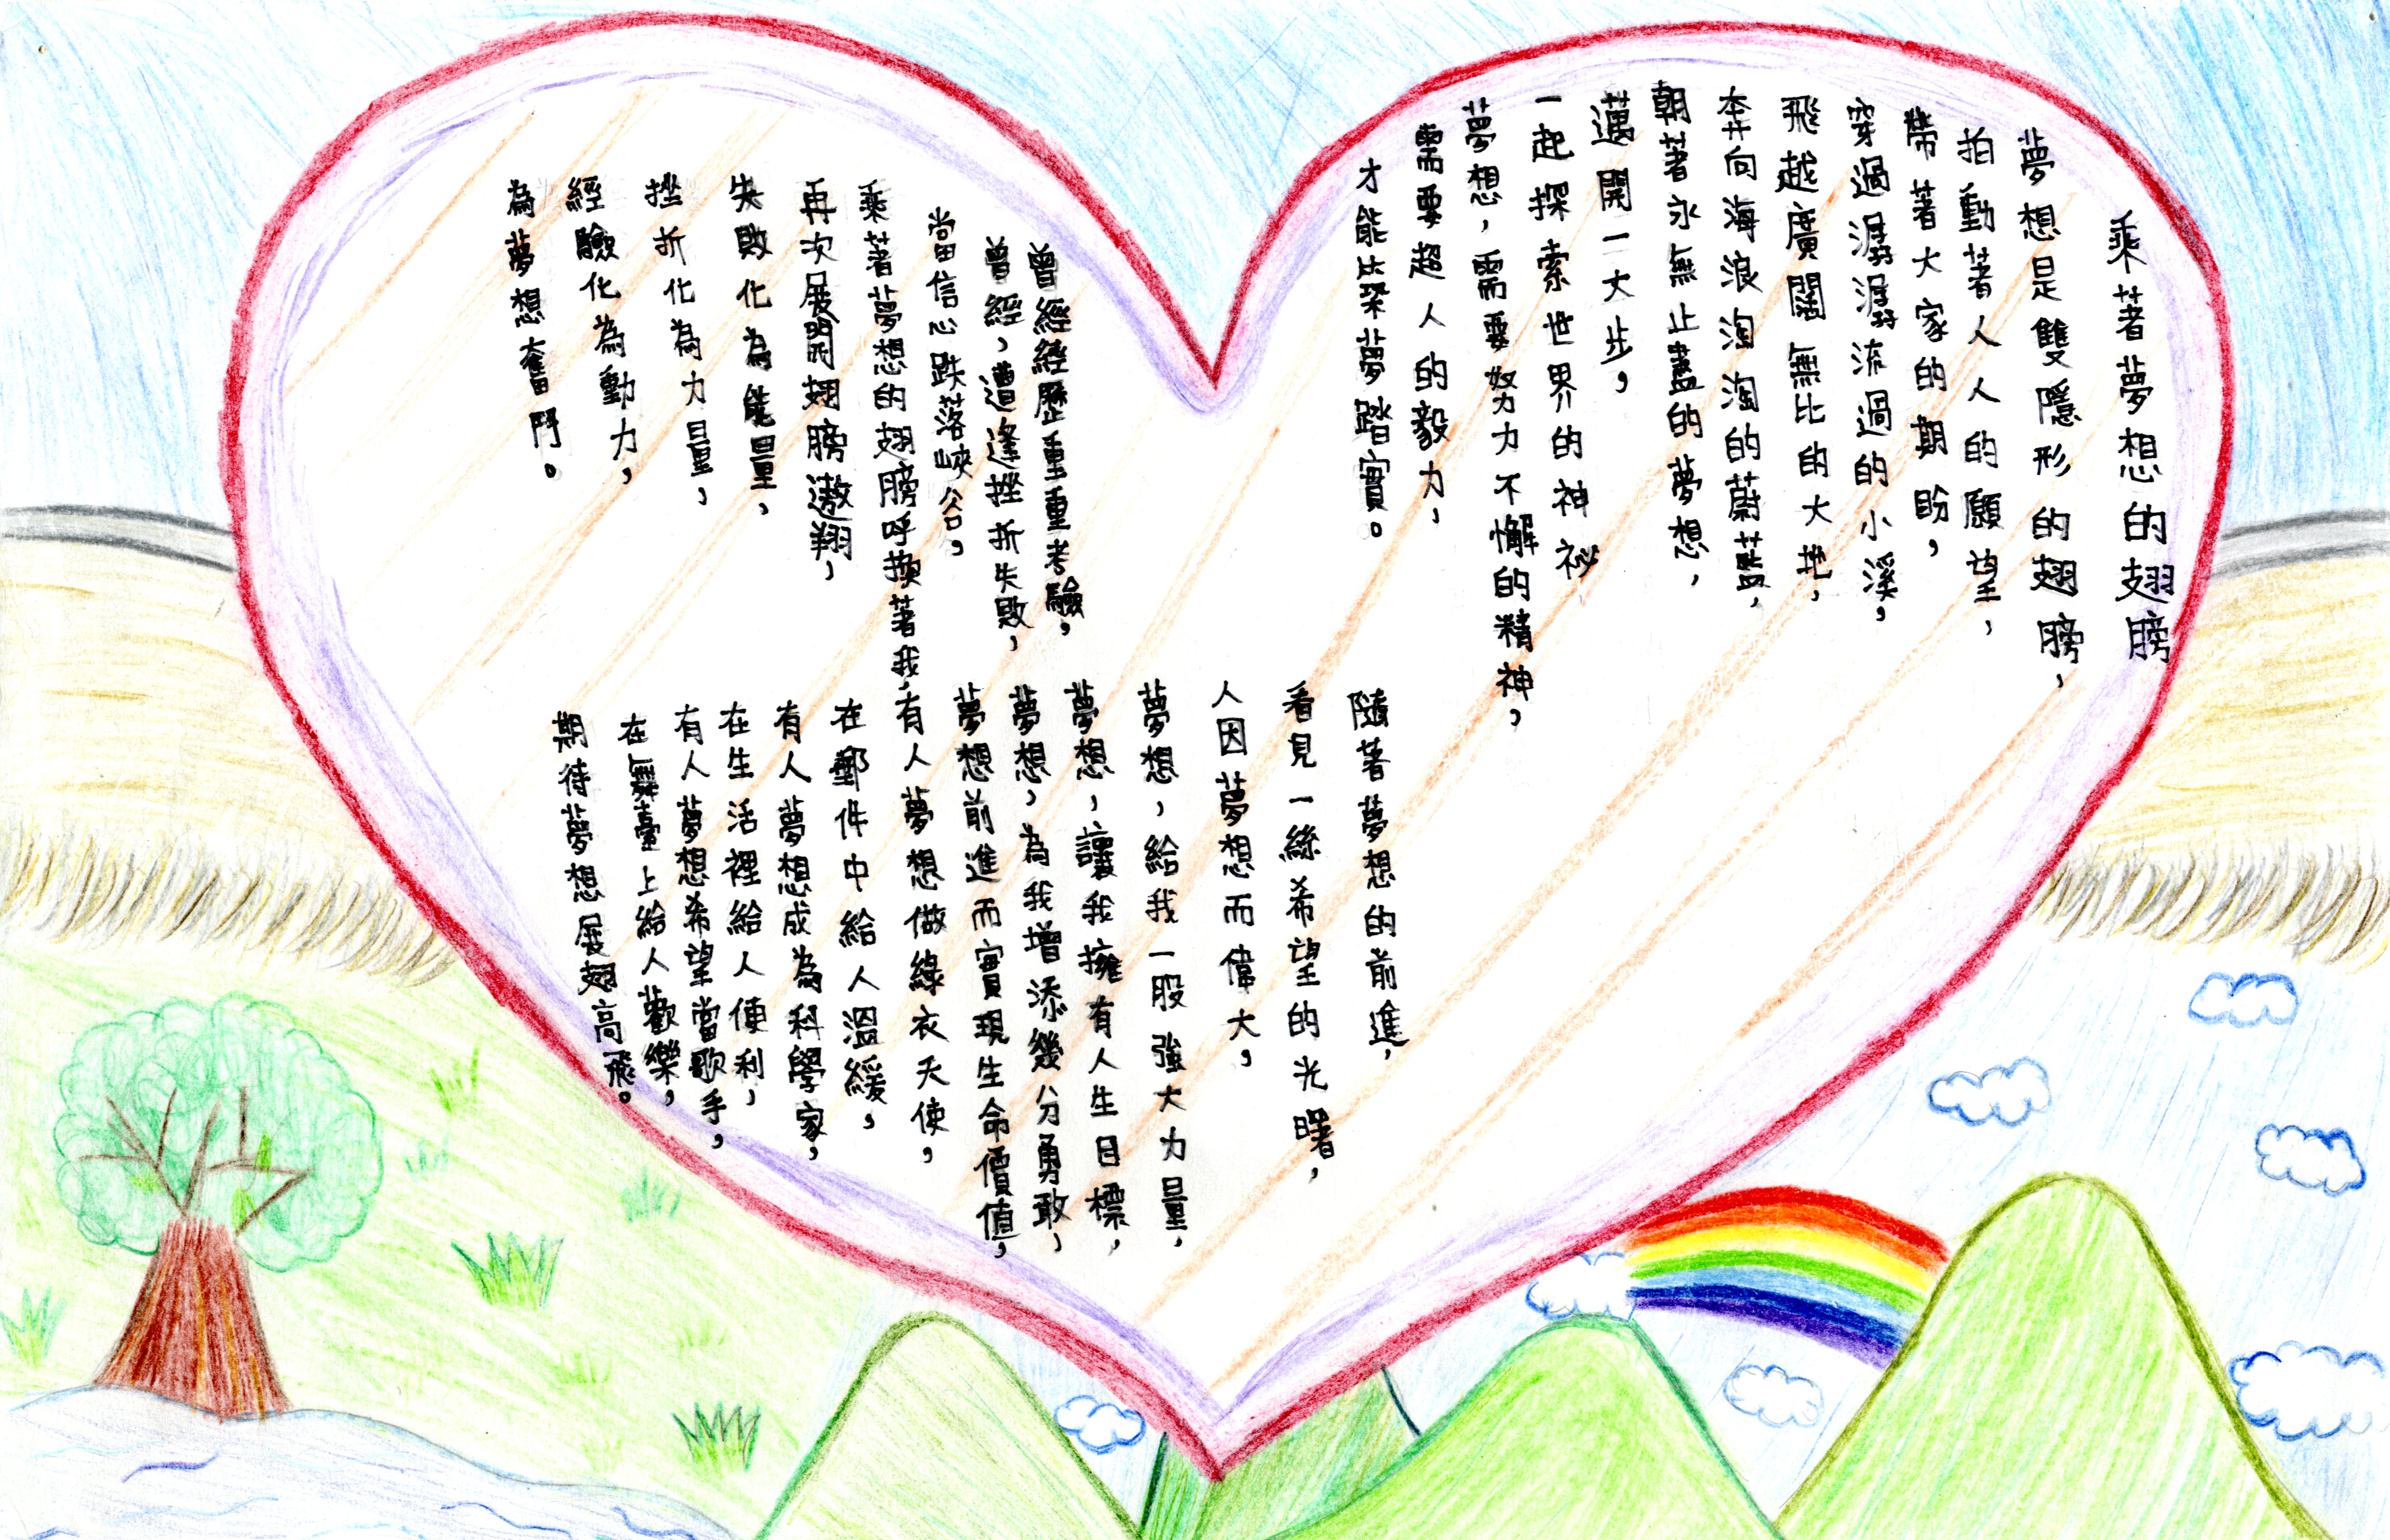 乘著夢想的翅膀
夢想是雙隱形的翅膀，
拍動著人人的願望，
帶著大家的期盼，
穿過潺潺流過的小溪，
飛越廣闊無比的大地，
奔向海浪淘淘的蔚藍，
朝著永無止盡的夢想，
邁開一大步，
一起探索世界的神祕
夢想，需要努力不懈的精神，
需要超人的毅力，
才能比築夢踏實。
曾經經歷重重考驗，
曾經，遭逢挫折失敗，
當信心跌落峽谷，
乘著夢想的翅膀呼換著我，
再次展開翅膀遨翔，
失敗化為能量，
挫折化為力量，
經驗化為動力，
為夢想奮鬥。
隨著夢想的前進，
看見一絲希望的光曙，
人因夢想而偉大，
夢想，給我一股強大力量，
夢想，讓我擁有人生目標，
夢想，為我增添幾分勇敢，
夢想前進而實現生命價值，
有人夢想做綠衣天使，
在郵件中給人溫緩，
有人夢想成為科學家，
在生活裡給人便利，
有人夢想希望當歌手，
在舞臺上給人歡樂，
期待夢想展翅高飛。